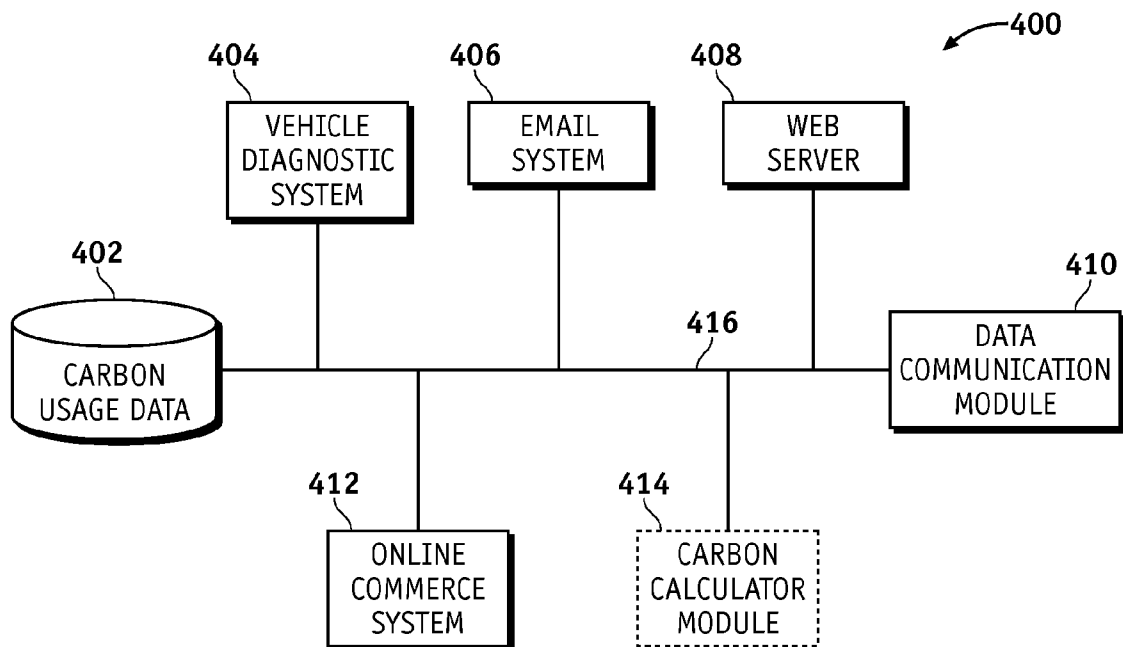 400
404
406
408
VEHICLE
DIAGNOSTIC
SYSTEM
EMAIL
SYSTEM
WEB
SERVER
402
410
416
CARBON
USAGE DATA
DATA
COMMUNICATION
MODULE
412
414
ONLINE
COMMERCE
SYSTEM
CARBON
CALCULATOR
MODULE